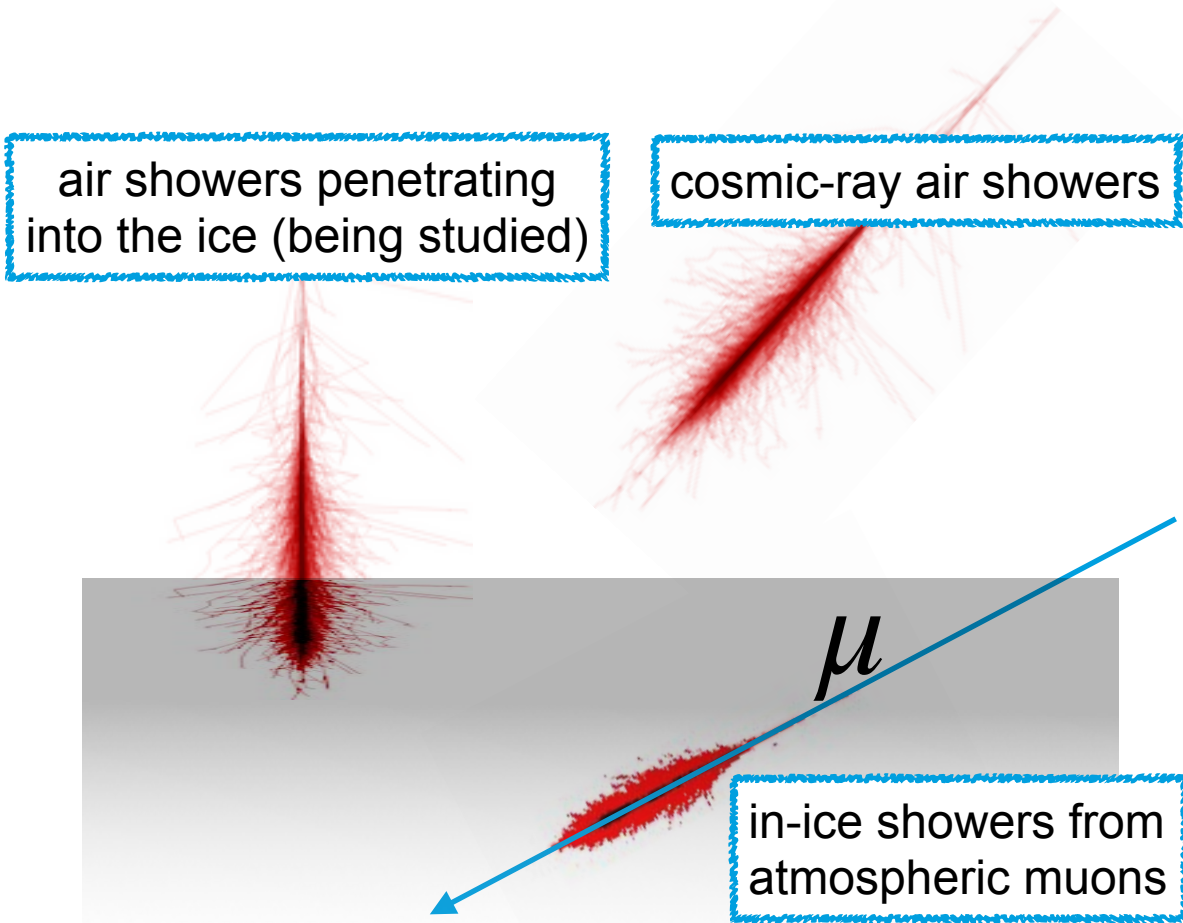 air showers penetrating
into the ice (being studied)
cosmic-ray air showers
μ
in-ice showers from
atmospheric muons